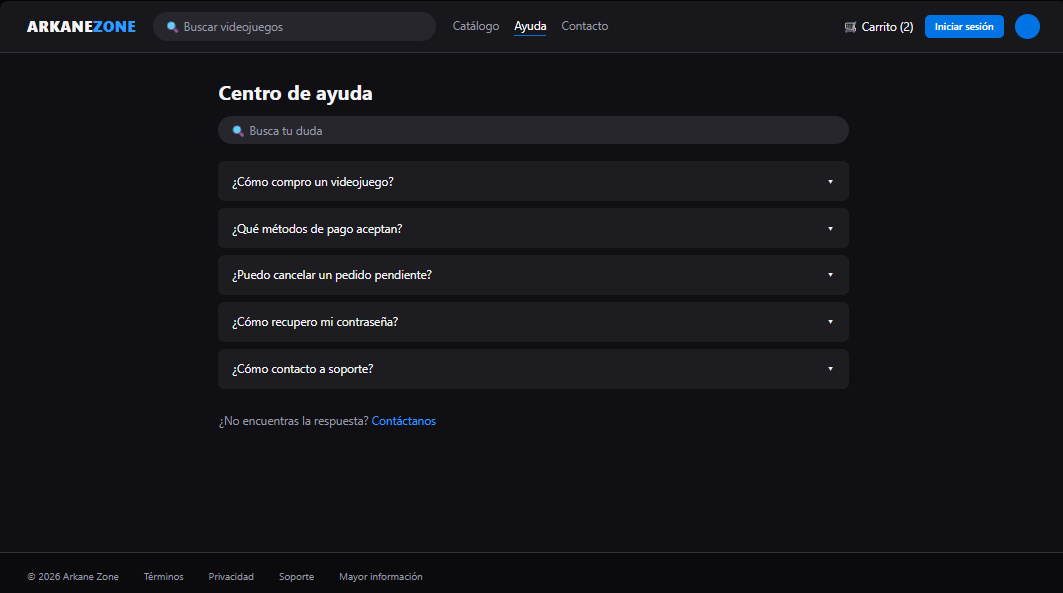 ARKANEZONE Buscar videojuegos Catálogo Ayuda Contacto Carrito (2) Iniciar sesión
Centro de ayuda
Busca tu duda
¿Cómo compro un videojuego?
¿Qué métodos de pago aceptan?
¿Puedo cancelar un pedido pendiente?
¿Cómo recupero mi contraseña?
¿Cómo contacto a soporte?
¿No encuentras la respuesta? Contáctanos
© 2026 Arkane Zone Términos Privacidad Soporte Mayor información